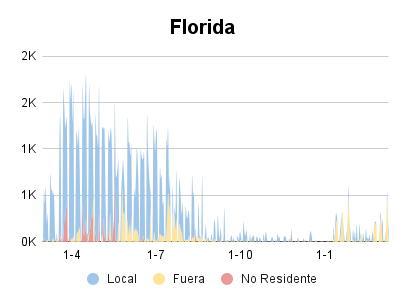 Florida
2K
2K
1K
1K
0K
1-4 1-7 1-10 1-1
Local Fuera No Residente